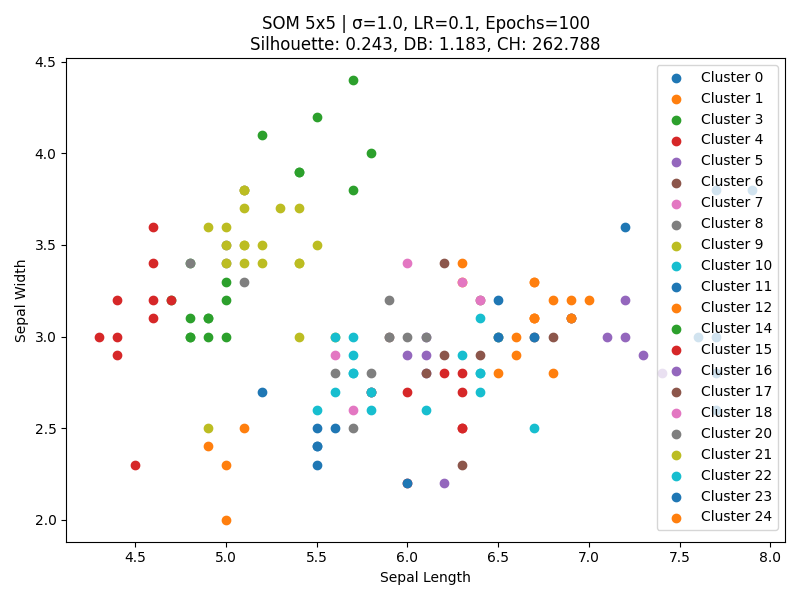 SOM 5x5 | σ=1.0, LR=0.1, Epochs=100
Silhouette: 0.243, DB: 1.183, CH: 262.788
4.5
4.0
3.5
3.0
2.5
2.0
Sepal Width
Cluster 0
Cluster 1
Cluster 3
Cluster 4
Cluster 5
Cluster 6
Cluster 7
Cluster 8
Cluster 9
Cluster 10
Cluster 11
Cluster 12
Cluster 14
Cluster 15
Cluster 16
Cluster 17
Cluster 18
Cluster 20
Cluster 21
Cluster 22
Cluster 23
Cluster 24
4.5 5.0 5.5 6.0 6.5 7.0 7.5 8.0
Sepal Length